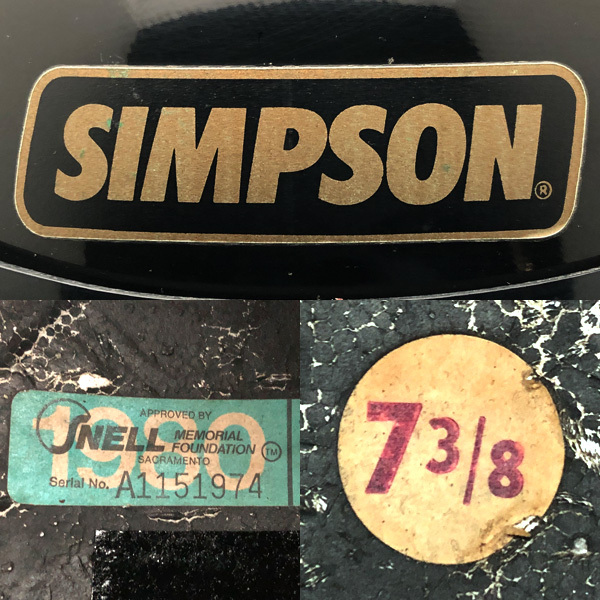 SIMPSON®
1980
APPROVED BY
SNELL MEMORIAL
FOUNDATION™
SACRAMENTO
Serial No. A1151974
7 3/8